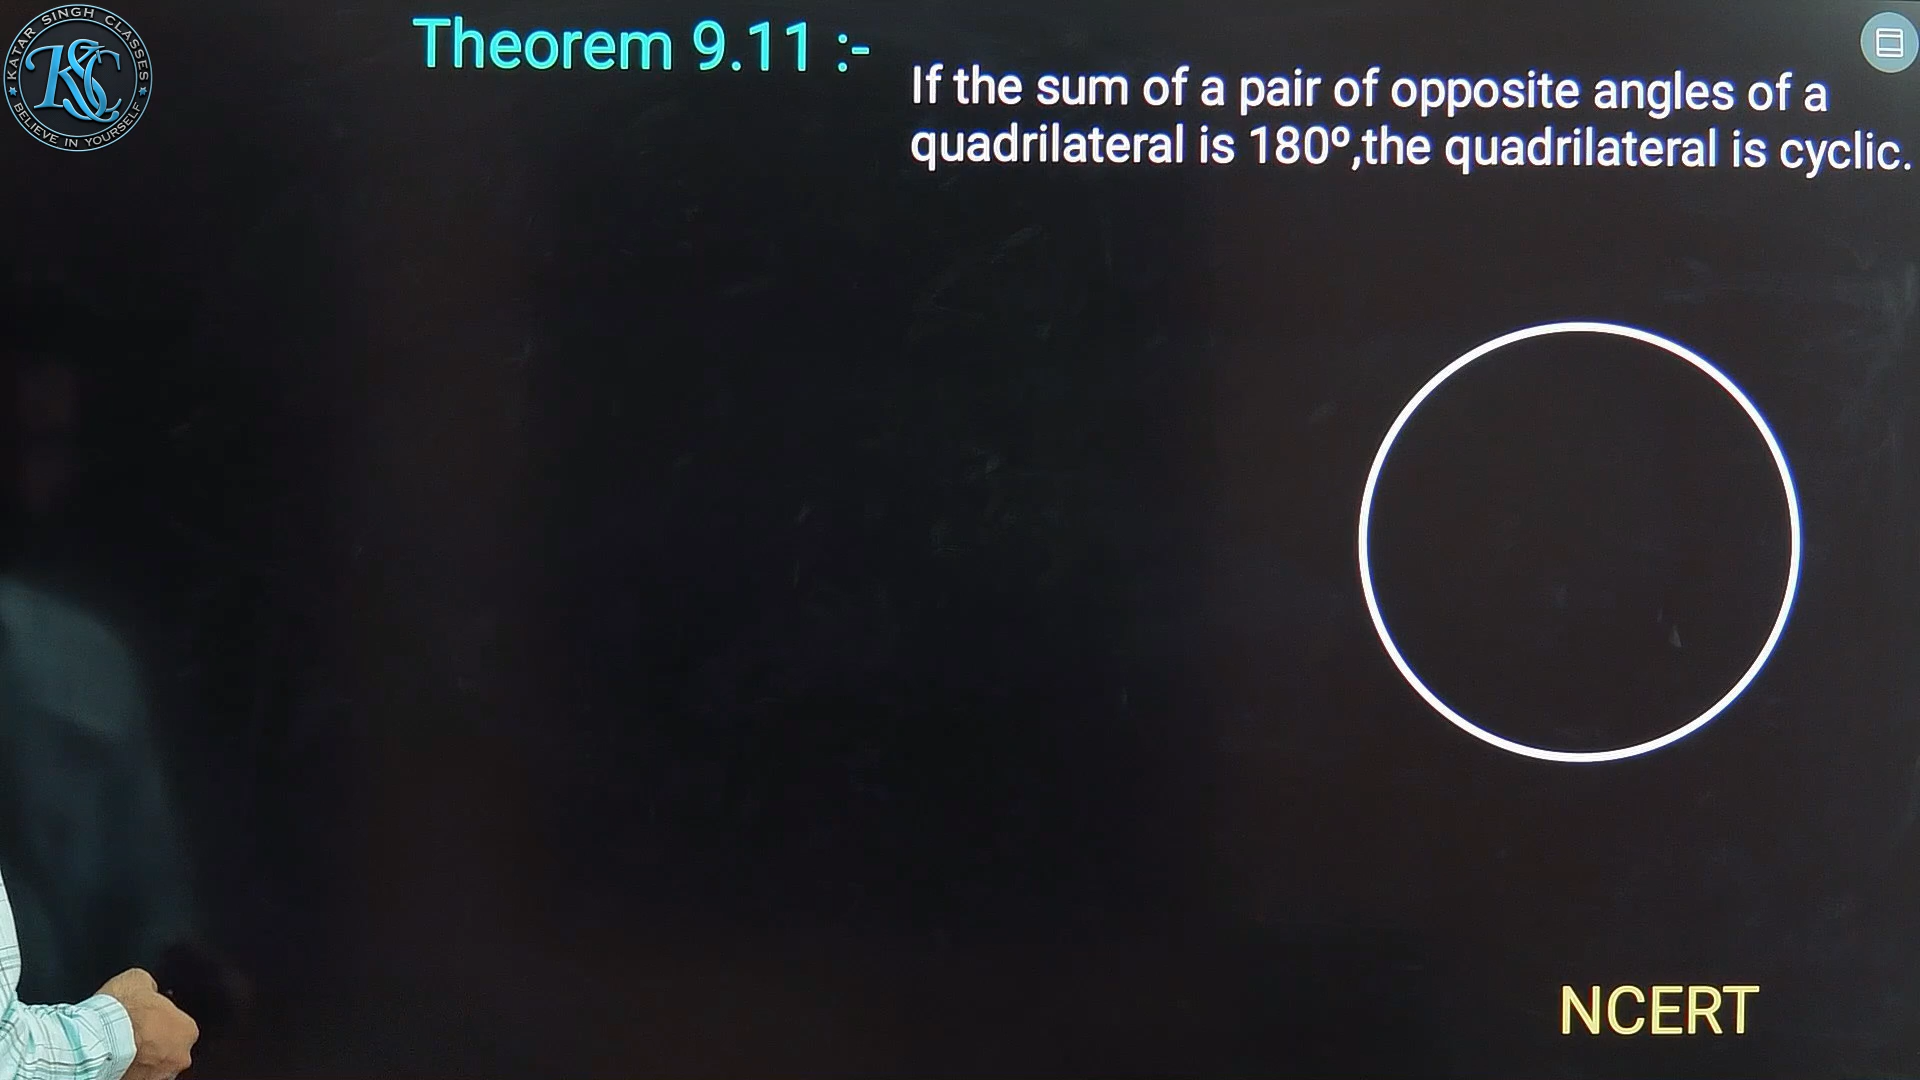 KATAR SINGH CLASSES
KSC
BELIEVE IN YOURSELF
Theorem 9.11 :-
If the sum of a pair of opposite angles of a
quadrilateral is 180º,the quadrilateral is cyclic.
NCERT